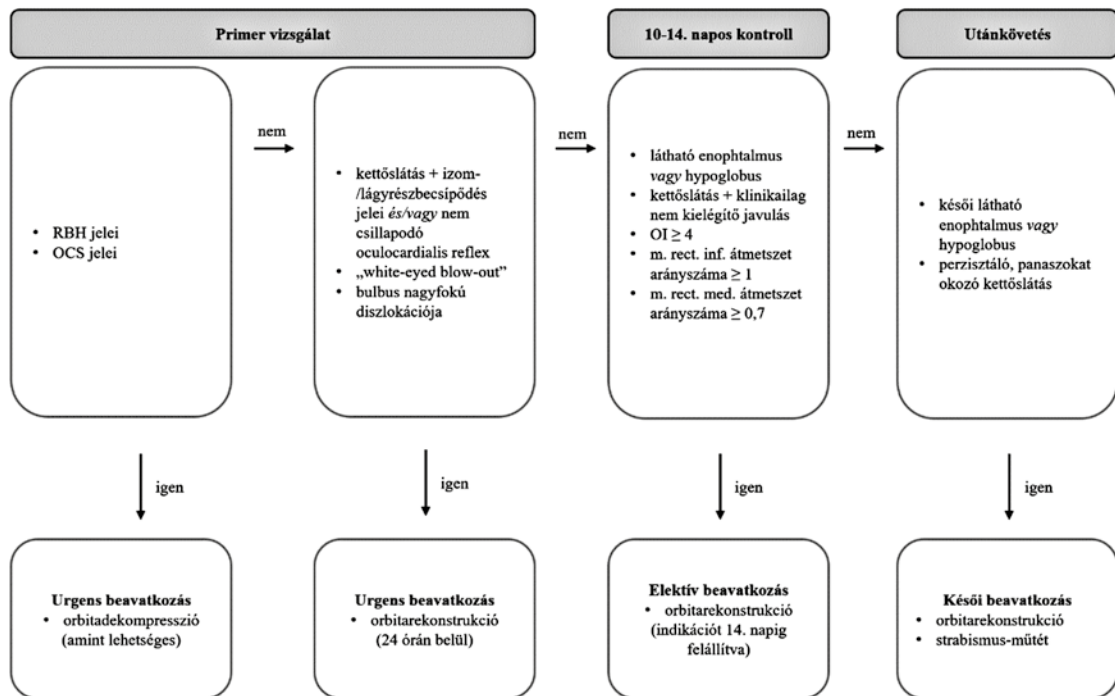 Primer vizsgálat
10-14. napos kontroll
Utánkövetés
• RBH jelei
• OCS jelei
nem
• kettőslátás + izom-
/lágyrészbecsípődés
jelei és/vagy nem
csillapodó
oculocardialis reflex
• „white-eyed blow-out”
• bulbus nagyfokú
diszlokációja
nem
• látható enophtalmus
vagy hypoglobus
• kettőslátás + klinikailag
nem kielégítő javulás
• OI ≥ 4
• m. rect. inf. átmetszet
arányszáma ≥ 1
• m. rect. med. átmetszet
arányszáma ≥ 0,7
nem
• késői látható
enophtalmus vagy
hypoglobus
• perzisztáló, panaszokat
okozó kettőslátás
igen
igen
igen
igen
Urgens beavatkozás
• orbitadekompresszió
(amint lehetséges)
Urgens beavatkozás
• orbitarekonstrukció
(24 órán belül)
Elektív beavatkozás
• orbitarekonstrukció
(indikációt 14. napig
felállítva)
Késői beavatkozás
• orbitarekonstrukció
• strabismus-műtét